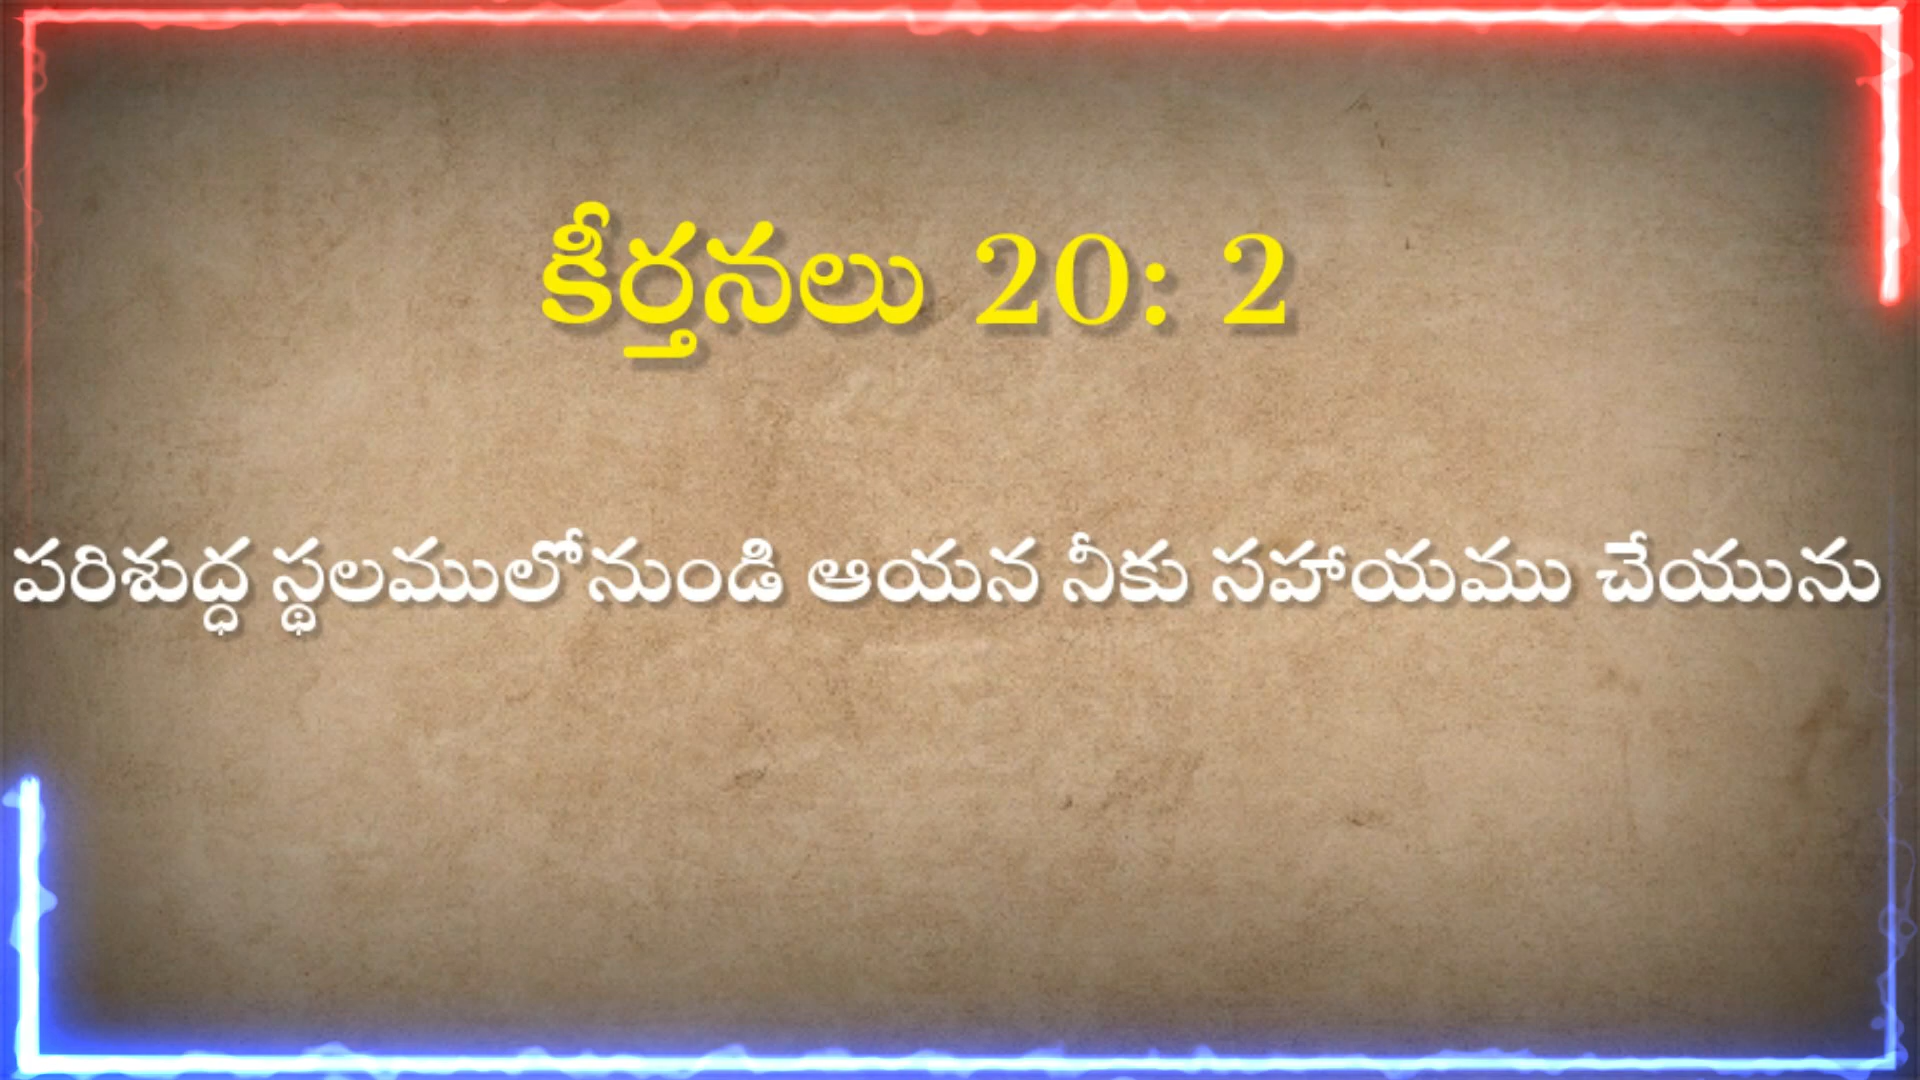 కీర్తనలు 20: 2
పరిశుద్ధ స్థలములోనుండి ఆయన నీకు సహాయము చేయును